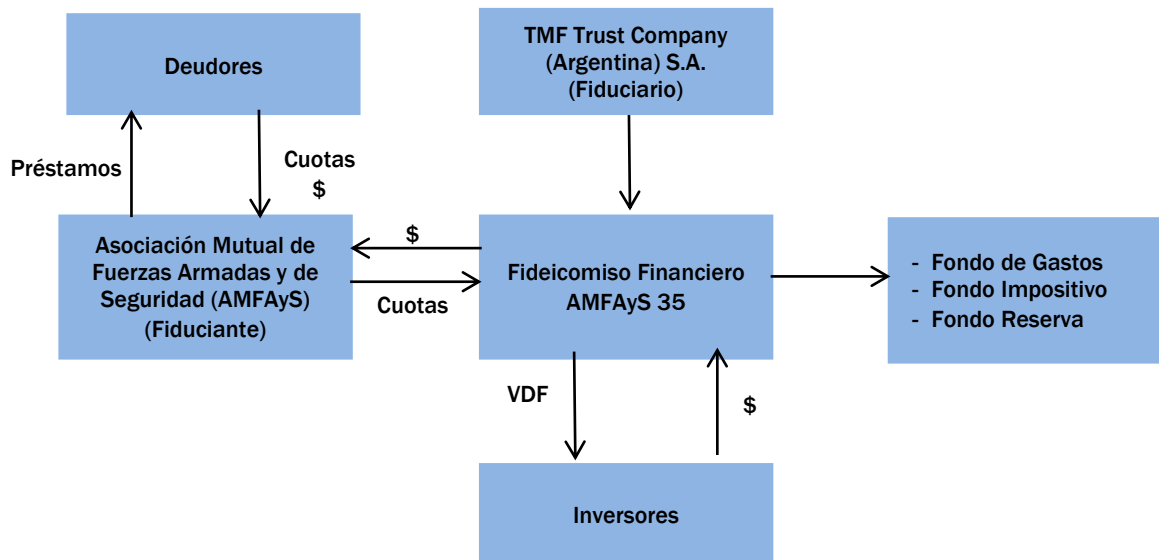 Deudores
TMF Trust Company
(Argentina) S.A.
(Fiduciario)
Préstamos
Cuotas
$
Asociación Mutual de
Fuerzas Armadas y de
Seguridad (AMFAyS)
(Fiduciante)
$
Cuotas
Fideicomiso Financiero
AMFAyS 35
- Fondo de Gastos
- Fondo Impositivo
- Fondo Reserva
VDF
$
Inversores